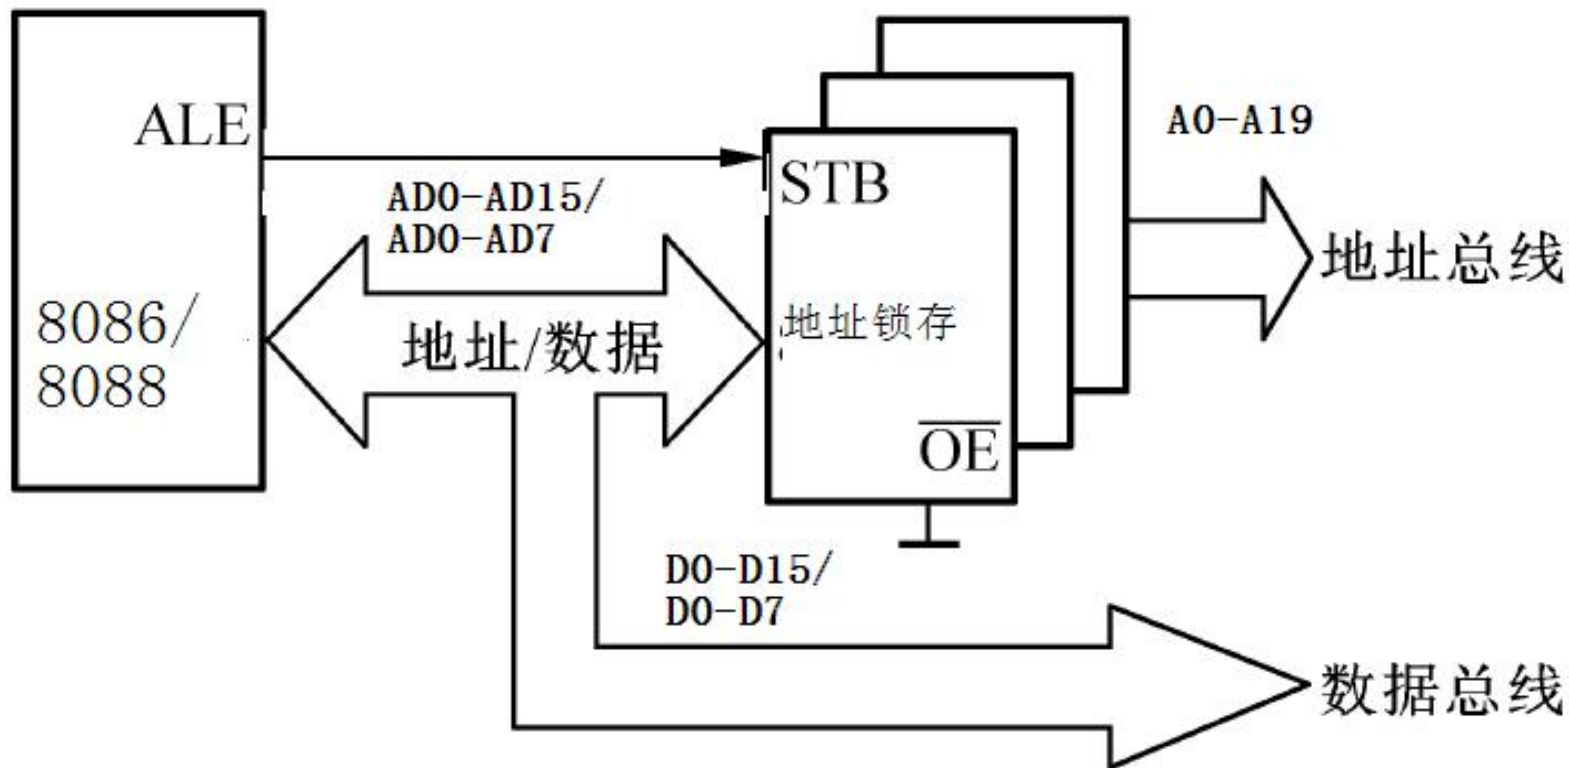 ALE
A0-A19
STB
AD0-AD15/
AD0-AD7
地址总线
8086/
8088
地址/数据
地址锁存
OE
D0-D15/
D0-D7
数据总线